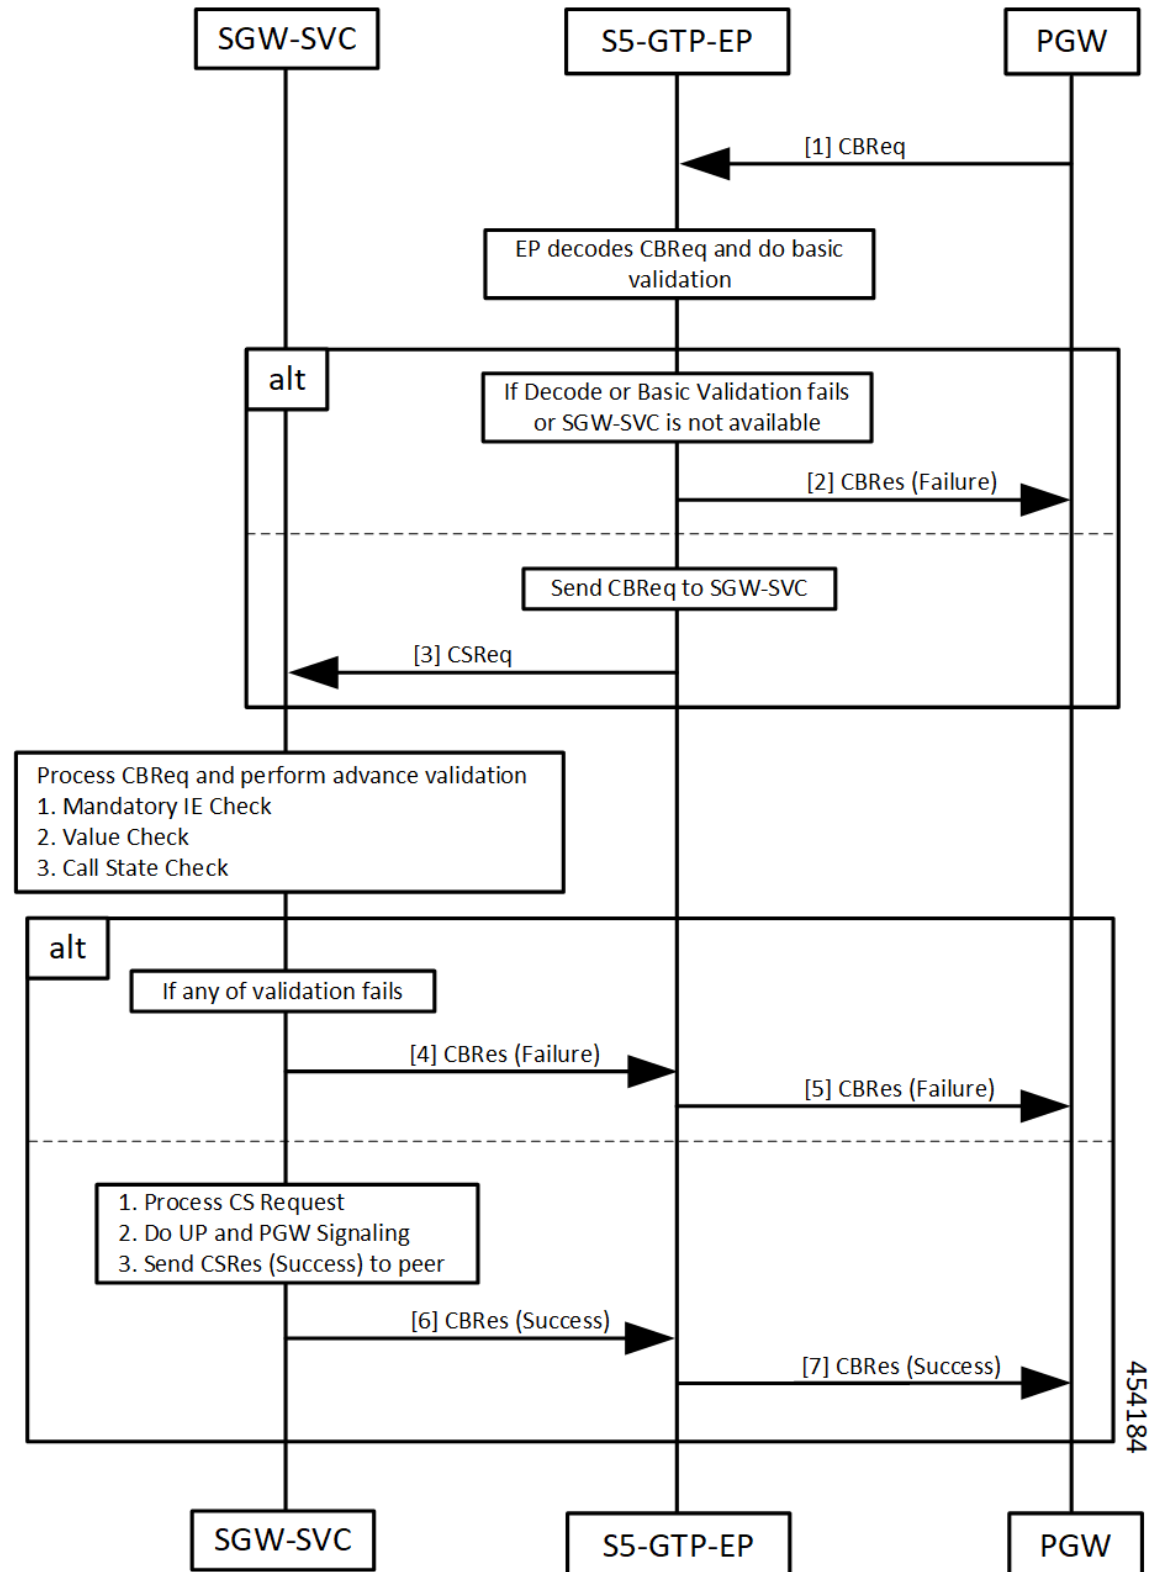 SGW-SVC
S5-GTP-EP
PGW
[1] CBReq
EP decodes CBReq and do basic
validation
alt
If Decode or Basic Validation fails
or SGW-SVC is not available
[2] CBRes (Failure)
Send CBReq to SGW-SVC
[3] CSReq
Process CBReq and perform advance validation
1. Mandatory IE Check
2. Value Check
3. Call State Check
alt
If any of validation fails
[4] CBRes (Failure)
[5] CBRes (Failure)
1. Process CS Request
2. Do UP and PGW Signaling
3. Send CSRes (Success) to peer
[6] CBRes (Success)
[7] CBRes (Success)
454184
SGW-SVC
S5-GTP-EP
PGW